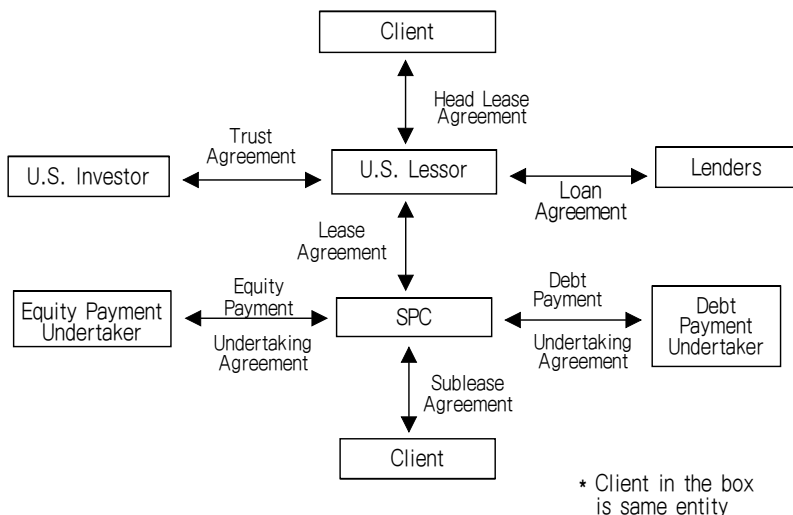 Client
Head Lease
Agreement
Trust
Agreement
U.S. Investor
U.S. Lessor
Lenders
Loan
Agreement
Lease
Agreement
Equity Payment
Undertaker
Equity
Payment
Undertaking
Agreement
SPC
Debt
Payment
Undertaking
Agreement
Debt
Payment
Undertaker
Sublease
Agreement
Client
* Client in the box
is same entity